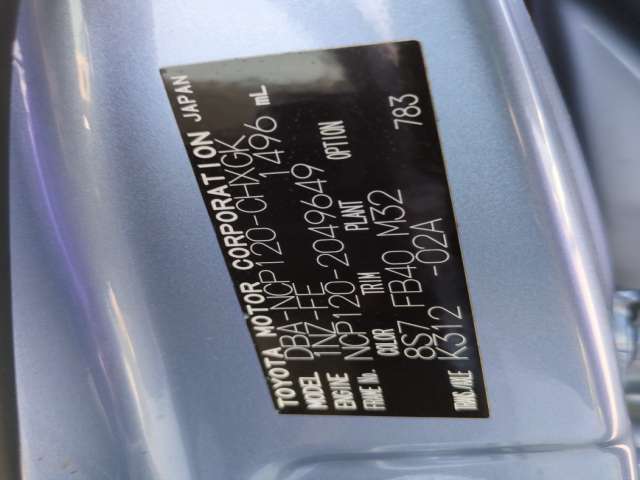 TOYOTA MOTOR CORPORATION JAPAN
MODEL DBA-NCP120-CHXGK
ENGINE 1NZ-FE 1496 mL
FRAME No. NCP120-2049649
COLOR TRIM PLANT OPTION
8S7 FB40 M32 783
TRANS./AXLE K312 -02A